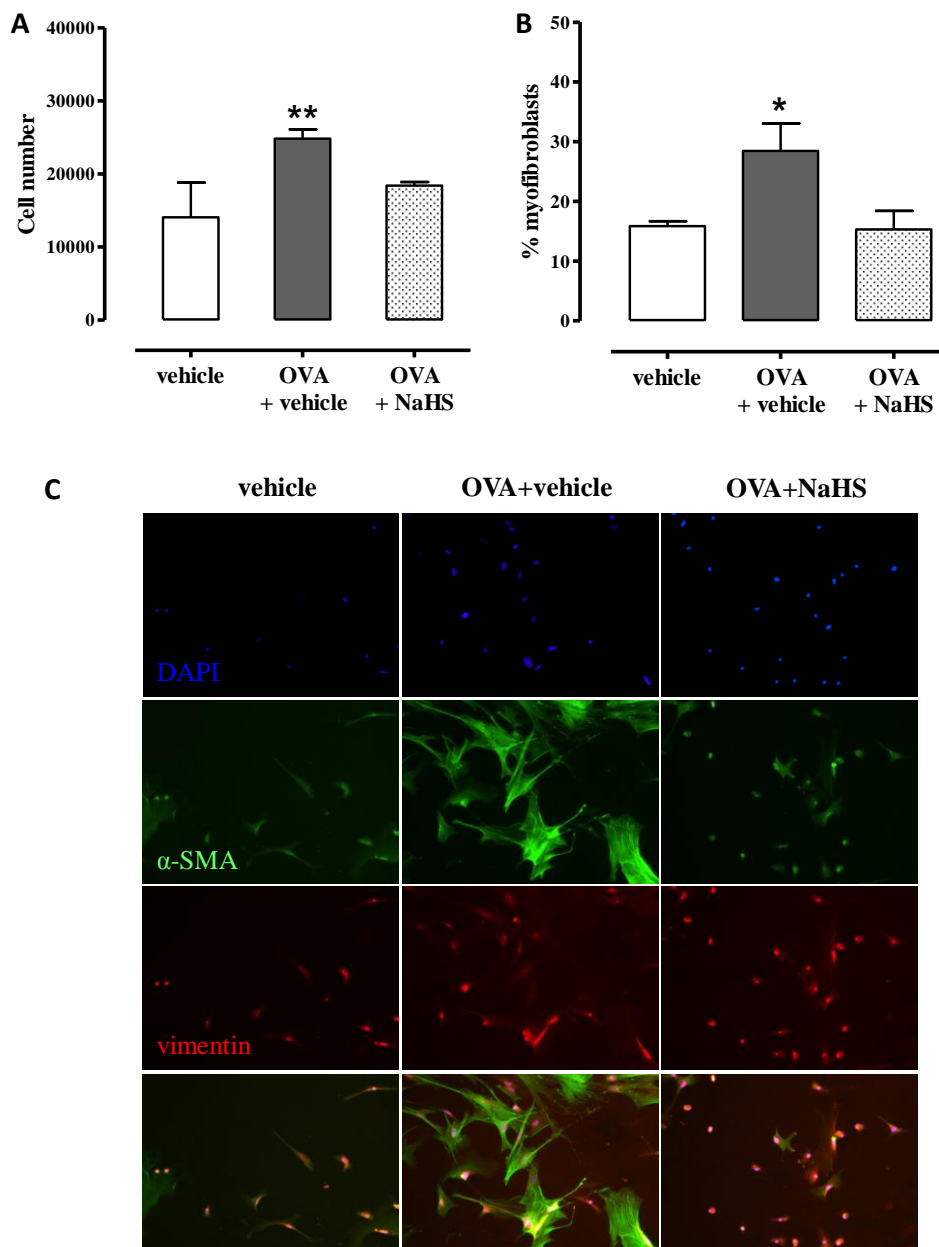 A
Cell number
40000
30000
20000
10000
0
**
vehicle
OVA
+ vehicle
OVA
+ NaHS
B
% myofibroblasts
50
40
30
20
10
0
*
vehicle
OVA
+ vehicle
OVA
+ NaHS
C
vehicle
OVA+vehicle
OVA+NaHS
DAPI
α-SMA
vimentin